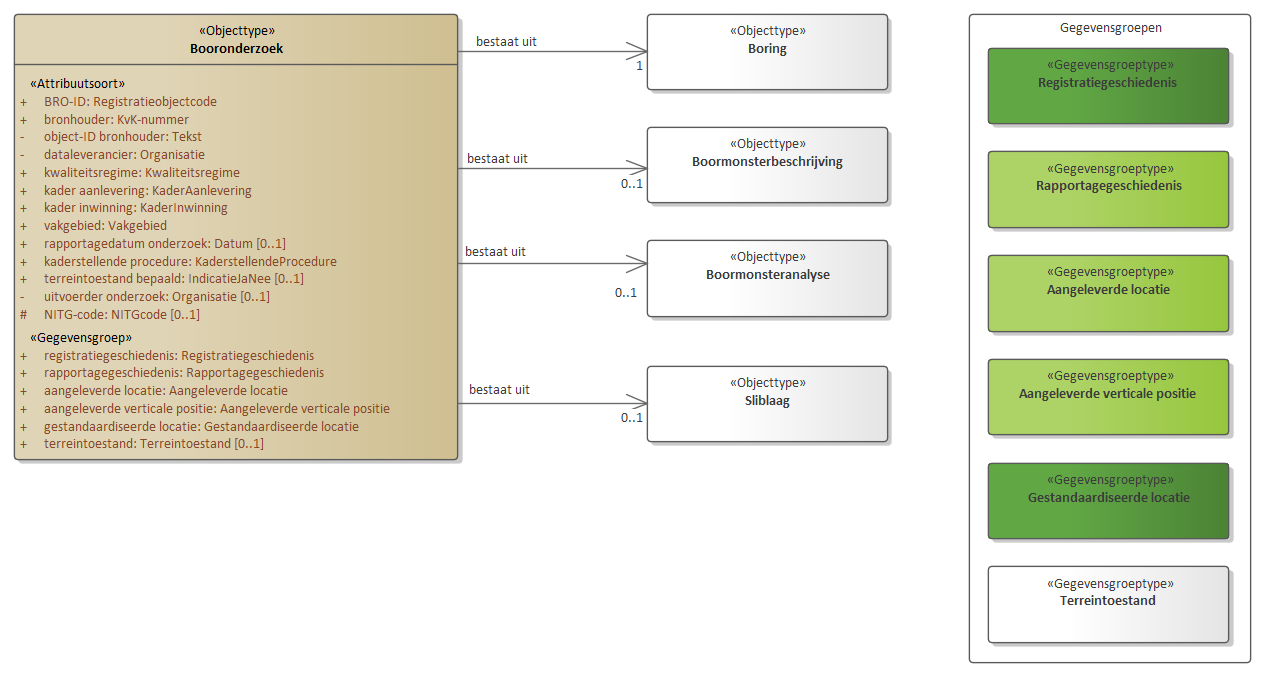 «Objecttype»
Booronderzoek
«Attribuutsoort»
+ BRO-ID: Registratieobjectcode
+ bronhouder: KvK-nummer
- object-ID bronhouder: Tekst
- dataleverancier: Organisatie
+ kwaliteitsregime: Kwaliteitsregime
+ kader aanlevering: KaderAanlevering
+ kader inwinning: KaderInwinning
+ vakgebied: Vakgebied
+ rapportagedatum onderzoek: Datum [0..1]
+ kaderstellende procedure: KaderstellendeProcedure
+ terreintoestand bepaald: IndicatieJaNee [0..1]
- uitvoerder onderzoek: Organisatie [0..1]
# NITG-code: NITGcode [0..1]
«Gegevensgroep»
+ registratiegeschiedenis: Registratiegeschiedenis
+ rapportagegeschiedenis: Rapportagegeschiedenis
+ aangeleverde locatie: Aangeleverde locatie
+ aangeleverde verticale positie: Aangeleverde verticale positie
+ gestandaardiseerde locatie: Gestandaardiseerde locatie
+ terreintoestand: Terreintoestand [0..1]
bestaat uit
1
«Objecttype»
Boring
bestaat uit
0..1
«Objecttype»
Boormonsterbeschrijving
bestaat uit
0..1
«Objecttype»
Boormonsteranalyse
bestaat uit
0..1
«Objecttype»
Sliblaag
Gegevensgroepen
«Gegevensgroeptype»
Registratiegeschiedenis
«Gegevensgroeptype»
Rapportagegeschiedenis
«Gegevensgroeptype»
Aangeleverde locatie
«Gegevensgroeptype»
Aangeleverde verticale positie
«Gegevensgroeptype»
Gestandaardiseerde locatie
«Gegevensgroeptype»
Terreintoestand